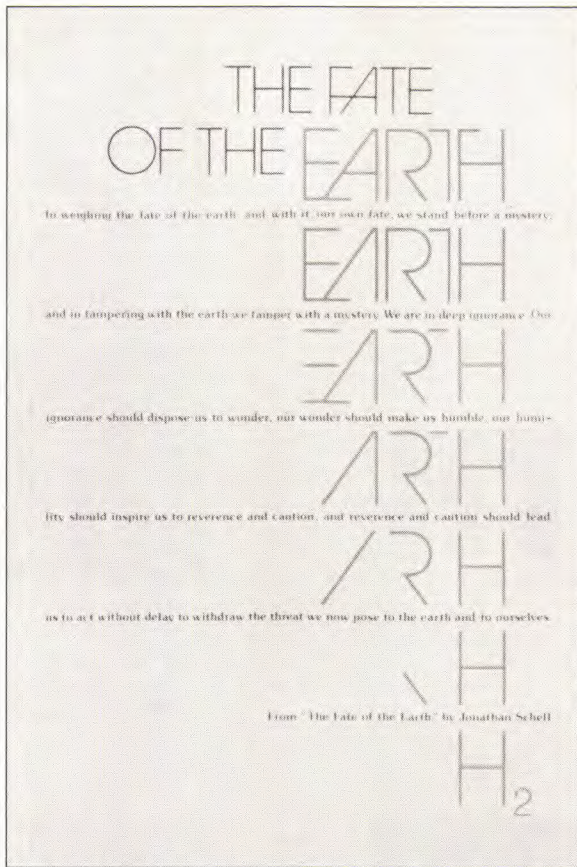 THE FATE
OF THE EARTH
In weighing the fate of the earth and with it our own fate, we stand before a mystery,
EARTH
and in tampering with the earth we tamper with a mystery. We are in deep ignorance. Our
EARH
ignorance should dispose us to wonder, our wonder should make us humble, our humi-
ARH
lity should inspire us to reverence and caution, and reverence and caution should lead
RH
us to act without delay to withdraw the threat we now pose to the earth and to ourselves.
H
From "The Fate of the Earth" by Jonathan Schell
H2